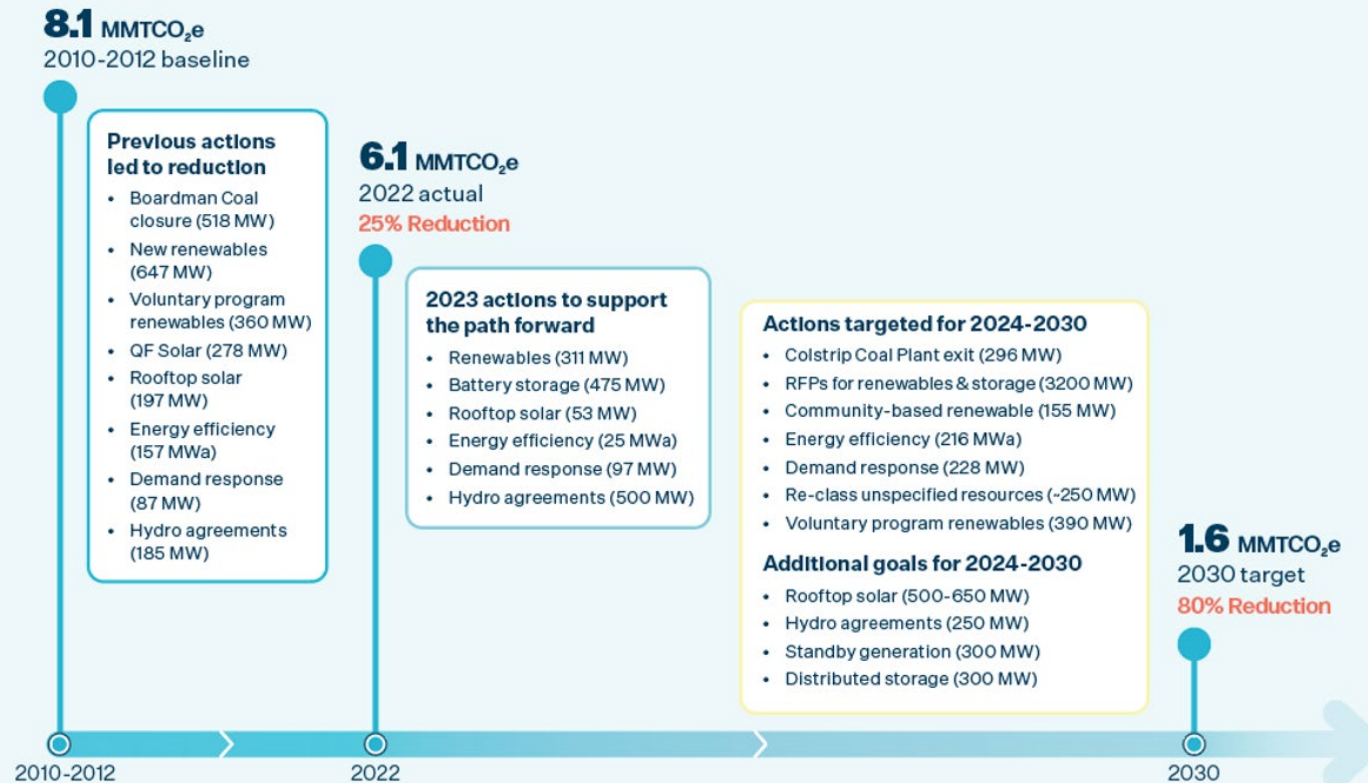 8.1 MMTCO₂e
2010-2012 baseline
Previous actions
led to reduction
• Boardman Coal
closure (518 MW)
• New renewables
(647 MW)
• Voluntary program
renewables (360 MW)
• QF Solar (278 MW)
• Rooftop solar
(197 MW)
• Energy efficiency
(157 MWa)
• Demand response
(87 MW)
• Hydro agreements
(185 MW)
6.1 MMTCO₂e
2022 actual
25% Reduction
2023 actions to support
the path forward
• Renewables (311 MW)
• Battery storage (475 MW)
• Rooftop solar (53 MW)
• Energy efficiency (25 MWa)
• Demand response (97 MW)
• Hydro agreements (500 MW)
Actions targeted for 2024-2030
• Colstrip Coal Plant exit (296 MW)
• RFPs for renewables & storage (3200 MW)
• Community-based renewable (155 MW)
• Energy efficiency (216 MWa)
• Demand response (228 MW)
• Re-class unspecified resources (~250 MW)
• Voluntary program renewables (390 MW)
Additional goals for 2024-2030
• Rooftop solar (500-650 MW)
• Hydro agreements (250 MW)
• Standby generation (300 MW)
• Distributed storage (300 MW)
1.6 MMTCO₂e
2030 target
80% Reduction
2010-2012
2022
2030